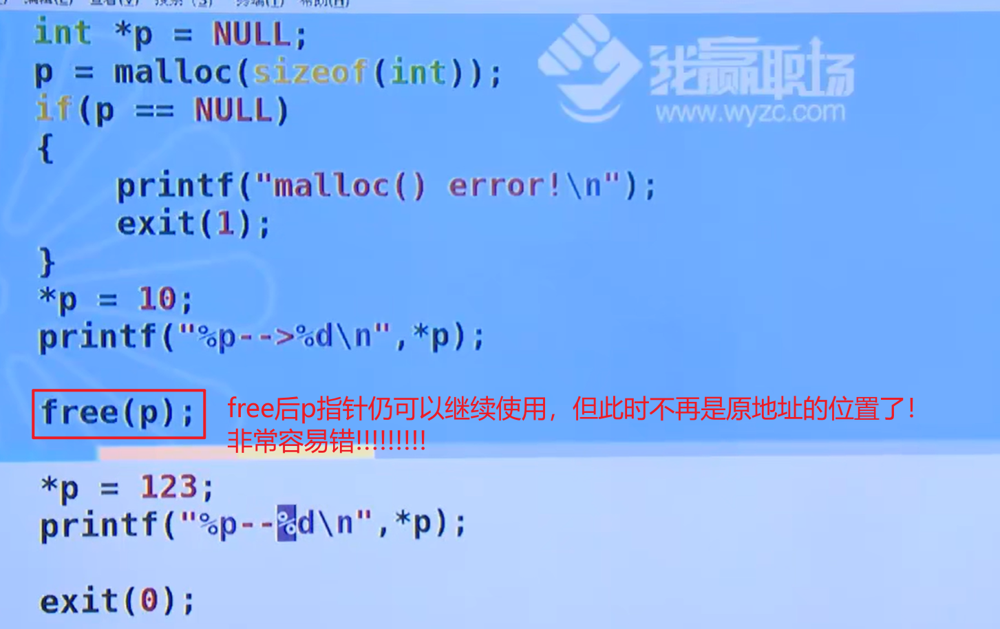 我赢职场
www.wyzc.com
int *p = NULL;
p = malloc(sizeof(int));
if(p == NULL)
{
printf("malloc() error!\n");
exit(1);
}
*p = 10;
printf("%p-->%d\n",*p);
free(p);
free后p指针仍可以继续使用，但此时不再是原地址的位置了！
非常容易错!!!!!!!!!
*p = 123;
printf("%p--%d\n",*p);
exit(0);